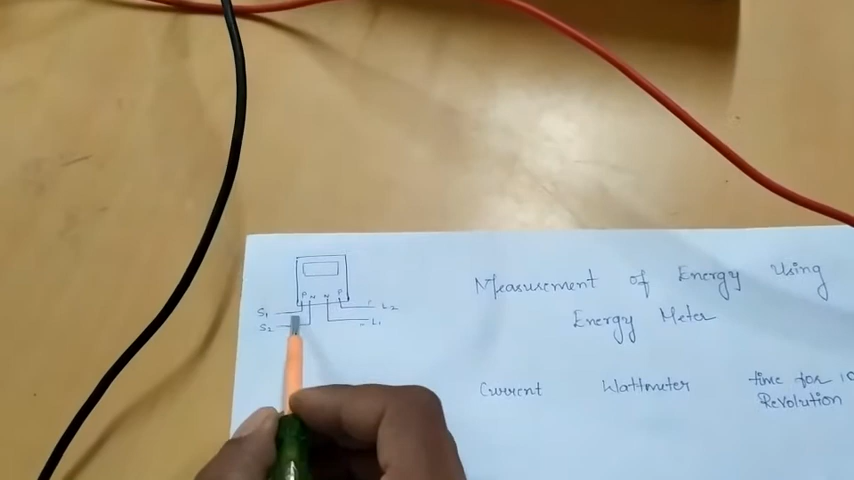 P N N P
S1 L2
S2 L1
Measurement of Energy Using
Energy Meter
Current Wattmeter time for 10
Revolution